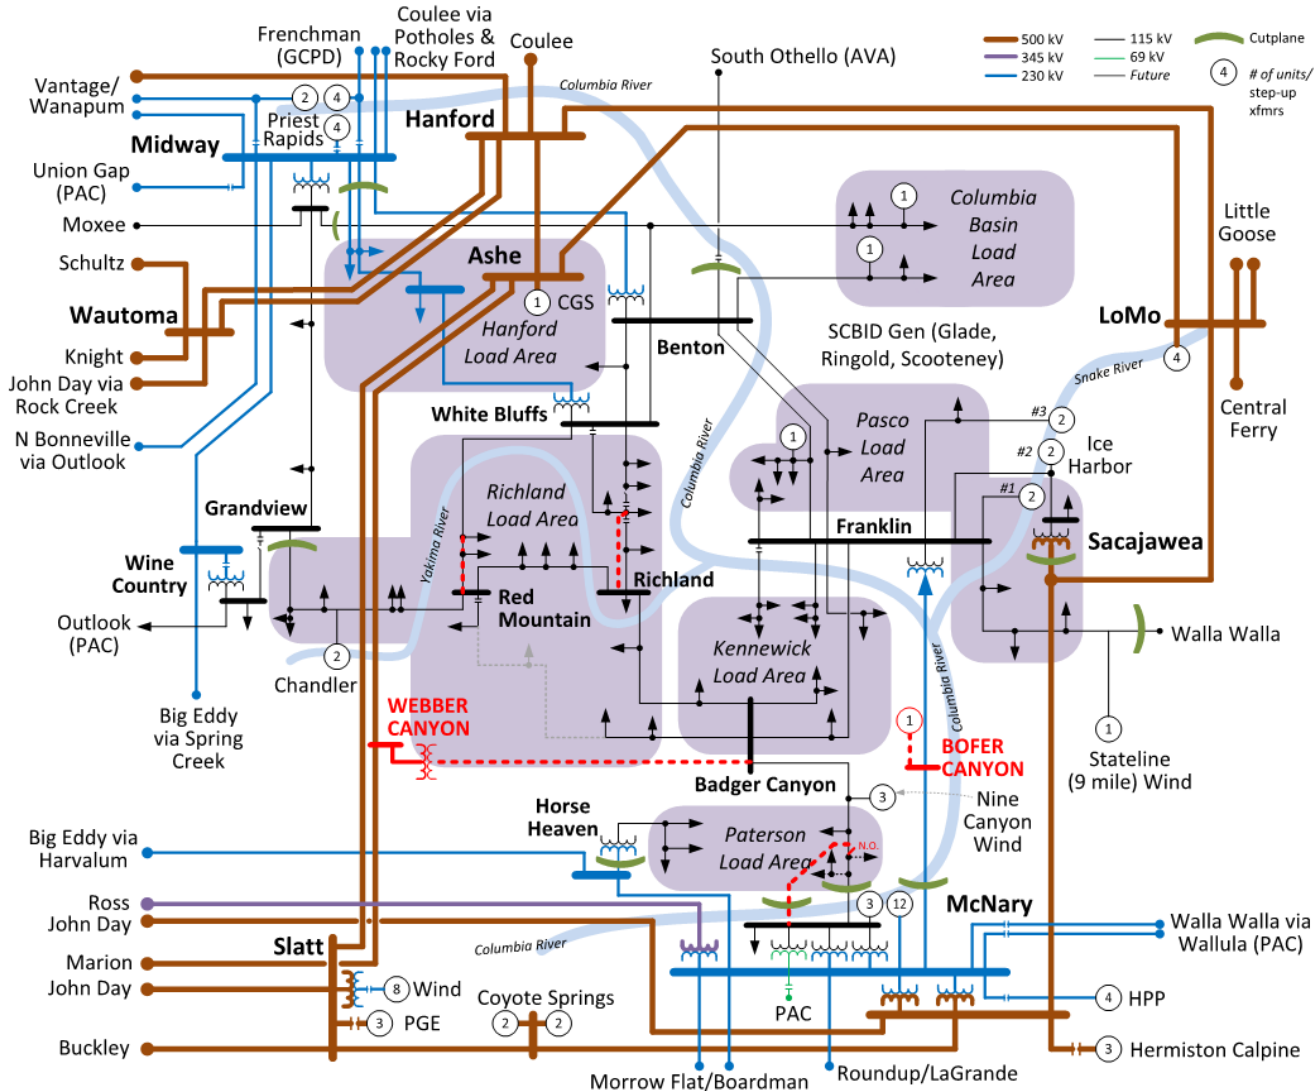 Coulee via
Potholes &
Rocky Ford
Frenchman
(GCPD)
Coulee
South Othello (AVA)
500 kV
345 kV
230 kV
115 kV
69 kV
Future
Cutplane
4
# of units/
step-up
xfmrs
Vantage/
Wanapum
2
4
Priest
Rapids
4
Columbia River
Hanford
Midway
Union Gap
(PAC)
Moxee
Schultz
Wautoma
Knight
John Day via
Rock Creek
N Bonneville
via Outlook
Ashe
1
CGS
Hanford
Load Area
1
1
Columbia
Basin
Load
Area
Little
Goose
LoMo
4
Central
Ferry
Benton
SCBID Gen (Glade,
Ringold, Scooteney)
Snake River
White Bluffs
Columbia River
1
Pasco
Load
Area
#3
2
#2
2
Ice
Harbor
#1
2
Grandview
Richland
Load Area
Yakima River
Franklin
Sacajawea
Wine
Country
Red
Mountain
Richland
Outlook
(PAC)
2
Chandler
Kennewick
Load Area
Columbia River
Walla Walla
1
Stateline
(9 mile) Wind
Big Eddy
via Spring
Creek
WEBBER
CANYON
1
BOFER
CANYON
Badger Canyon
3
Nine
Canyon
Wind
Horse
Heaven
Paterson
Load Area
N.O.
Big Eddy via
Harvalum
Ross
John Day
Slatt
Marion
John Day
Columbia River
3
12
McNary
Walla Walla via
Wallula (PAC)
8
Wind
3
PGE
Coyote Springs
2
2
PAC
4
HPP
Buckley
3
Hermiston Calpine
Morrow Flat/Boardman
Roundup/LaGrande